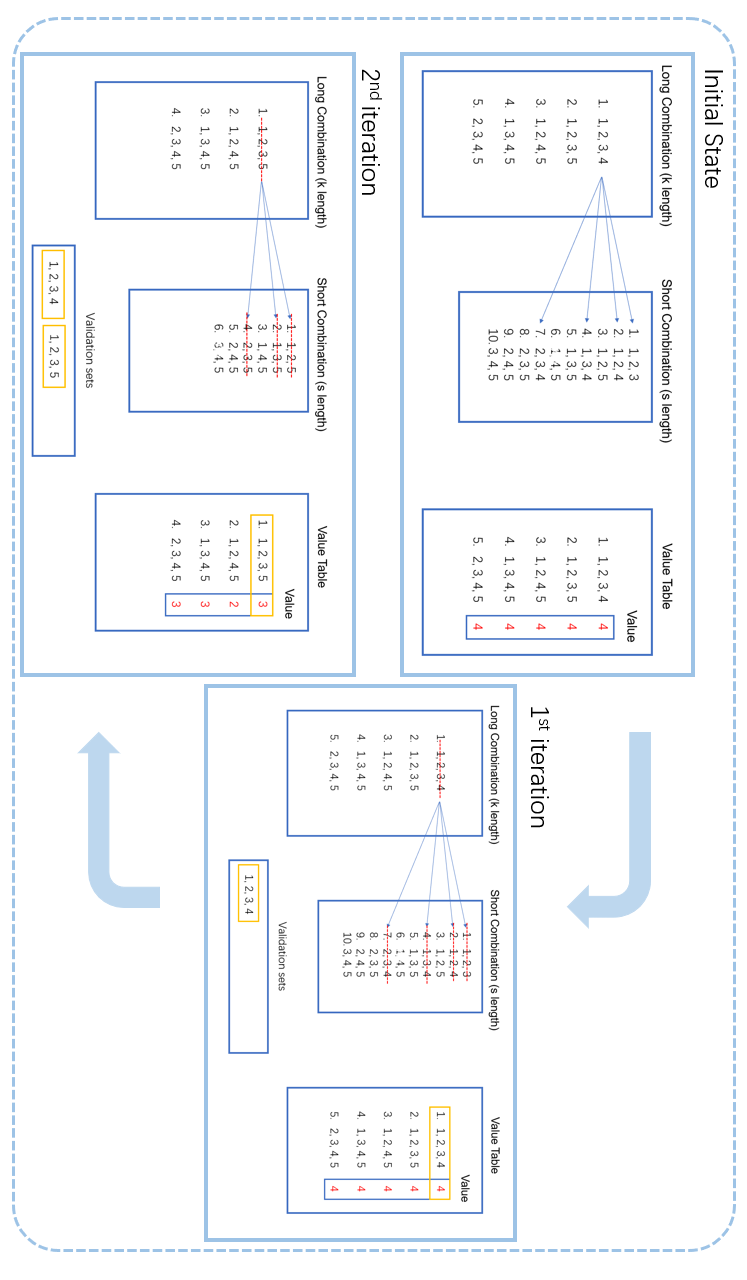 Initial State
Long Combination (k length)
1. 1, 2, 3, 4
2. 1, 2, 3, 5
3. 1, 2, 4, 5
4. 1, 3, 4, 5
5. 2, 3, 4, 5
Short Combination (s length)
1. 1, 2, 3
2. 1, 2, 4
3. 1, 2, 5
4. 1, 3, 4
5. 1, 3, 5
6. 1, 4, 5
7. 2, 3, 4
8. 2, 3, 5
9. 2, 4, 5
10. 3, 4, 5
Value Table
Value
1. 1, 2, 3, 4 4
2. 1, 2, 3, 5 4
3. 1, 2, 4, 5 4
4. 1, 3, 4, 5 4
5. 2, 3, 4, 5 4
1st iteration
Long Combination (k length)
1. 1, 2, 3, 4
2. 1, 2, 3, 5
3. 1, 2, 4, 5
4. 1, 3, 4, 5
5. 2, 3, 4, 5
Short Combination (s length)
1. 1, 2, 3
2. 1, 2, 4
3. 1, 2, 5
4. 1, 3, 4
5. 1, 3, 5
6. 1, 4, 5
7. 2, 3, 4
8. 2, 3, 5
9. 2, 4, 5
10. 3, 4, 5
Value Table
Value
1. 1, 2, 3, 4 4
2. 1, 2, 3, 5 4
3. 1, 2, 4, 5 4
4. 1, 3, 4, 5 4
5. 2, 3, 4, 5 4
Validation sets
1, 2, 3, 4
2nd iteration
Long Combination (k length)
1. 1, 2, 3, 5
2. 1, 2, 4, 5
3. 1, 3, 4, 5
4. 2, 3, 4, 5
Short Combination (s length)
1. 1, 2, 5
2. 1, 3, 5
3. 1, 4, 5
4. 2, 3, 5
5. 2, 4, 5
6. 3, 4, 5
Value Table
Value
1. 1, 2, 3, 5 3
2. 1, 2, 4, 5 2
3. 1, 3, 4, 5 3
4. 2, 3, 4, 5 3
Validation sets
1, 2, 3, 4
1, 2, 3, 5